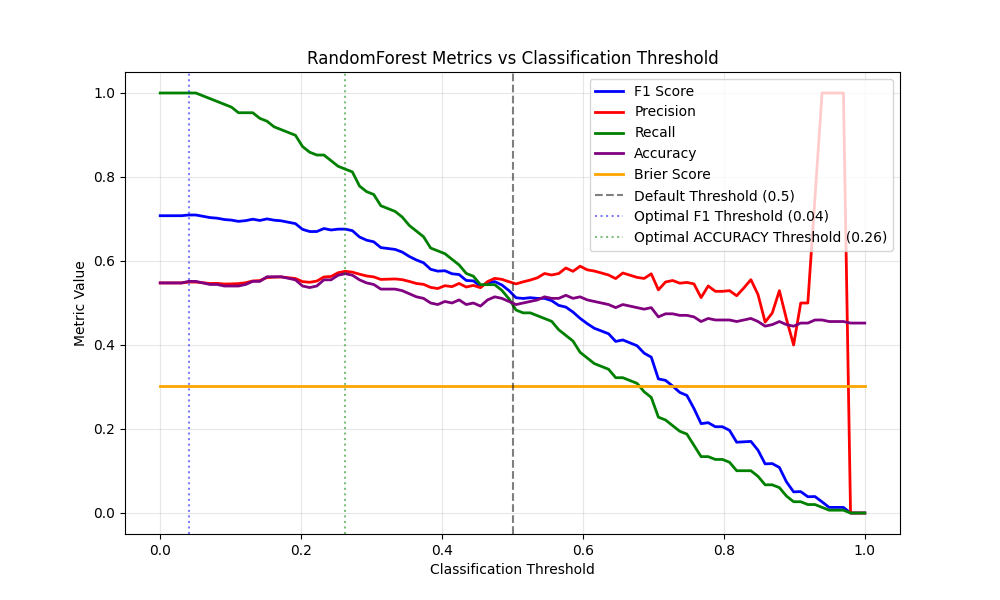 RandomForest Metrics vs Classification Threshold
Metric Value
1.0
0.8
0.6
0.4
0.2
0.0
F1 Score
Precision
Recall
Accuracy
Brier Score
Default Threshold (0.5)
Optimal F1 Threshold (0.04)
Optimal ACCURACY Threshold (0.26)
0.0 0.2 0.4 0.6 0.8 1.0
Classification Threshold